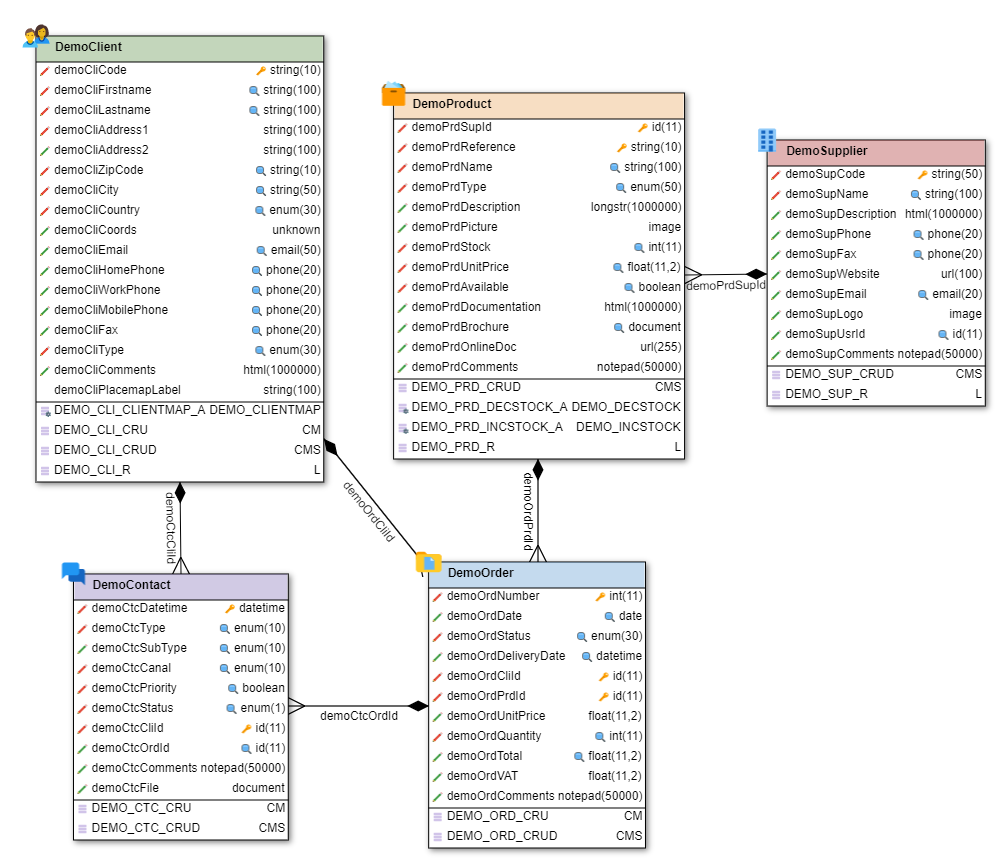 DemoClient
demoCliCode string(10)
demoCliFirstname string(100)
demoCliLastname string(100)
demoCliAddress1 string(100)
demoCliAddress2 string(100)
demoCliZipCode string(10)
demoCliCity string(50)
demoCliCountry enum(30)
demoCliCoords unknown
demoCliEmail email(50)
demoCliHomePhone phone(20)
demoCliWorkPhone phone(20)
demoCliMobilePhone phone(20)
demoCliFax phone(20)
demoCliType enum(30)
demoCliComments html(1000000)
demoCliPlacemapLabel string(100)
DEMO_CLI_CLIENTMAP_A DEMO_CLIENTMAP
DEMO_CLI_CRU CM
DEMO_CLI_CRUD CMS
DEMO_CLI_R L
DemoProduct
demoPrdSupId id(11)
demoPrdReference string(10)
demoPrdName string(100)
demoPrdType enum(50)
demoPrdDescription longstr(1000000)
demoPrdPicture image
demoPrdStock int(11)
demoPrdUnitPrice float(11,2)
demoPrdAvailable boolean
demoPrdDocumentation html(1000000)
demoPrdBrochure document
demoPrdOnlineDoc url(255)
demoPrdComments notepad(50000)
DEMO_PRD_CRUD CMS
DEMO_PRD_DECSTOCK_A DEMO_DECSTOCK
DEMO_PRD_INCSTOCK_A DEMO_INCSTOCK
DEMO_PRD_R L
demoPrdSupId
DemoSupplier
demoSupCode string(50)
demoSupName string(100)
demoSupDescription html(1000000)
demoSupPhone phone(20)
demoSupFax phone(20)
demoSupWebsite url(100)
demoSupEmail email(20)
demoSupLogo image
demoSupUsrId id(11)
demoSupComments notepad(50000)
DEMO_SUP_CRUD CMS
DEMO_SUP_R L
demoCtcCliId
demoOrdCliId
demoOrdPrdId
DemoContact
demoCtcDatetime datetime
demoCtcType enum(10)
demoCtcSubType enum(10)
demoCtcCanal enum(10)
demoCtcPriority boolean
demoCtcStatus enum(1)
demoCtcCliId id(11)
demoCtcOrdId id(11)
demoCtcComments notepad(50000)
demoCtcFile document
DEMO_CTC_CRU CM
DEMO_CTC_CRUD CMS
demoCtcOrdId
DemoOrder
demoOrdNumber int(11)
demoOrdDate date
demoOrdStatus enum(30)
demoOrdDeliveryDate datetime
demoOrdCliId id(11)
demoOrdPrdId id(11)
demoOrdUnitPrice float(11,2)
demoOrdQuantity int(11)
demoOrdTotal float(11,2)
demoOrdVAT float(11,2)
demoOrdComments notepad(50000)
DEMO_ORD_CRU CM
DEMO_ORD_CRUD CMS